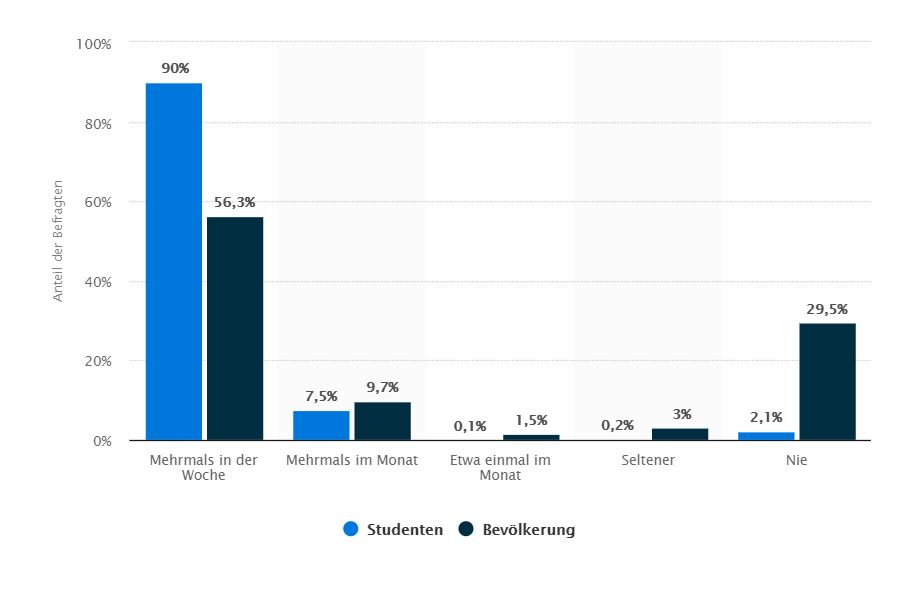 100%
80%
60%
40%
20%
0%
Anteil der Befragten
90%
56,3%
7,5%
9,7%
0,1%
1,5%
0,2%
3%
2,1%
29,5%
Mehrmals in der
Woche
Mehrmals im Monat
Etwa einmal im
Monat
Seltener
Nie
Studenten
Bevölkerung